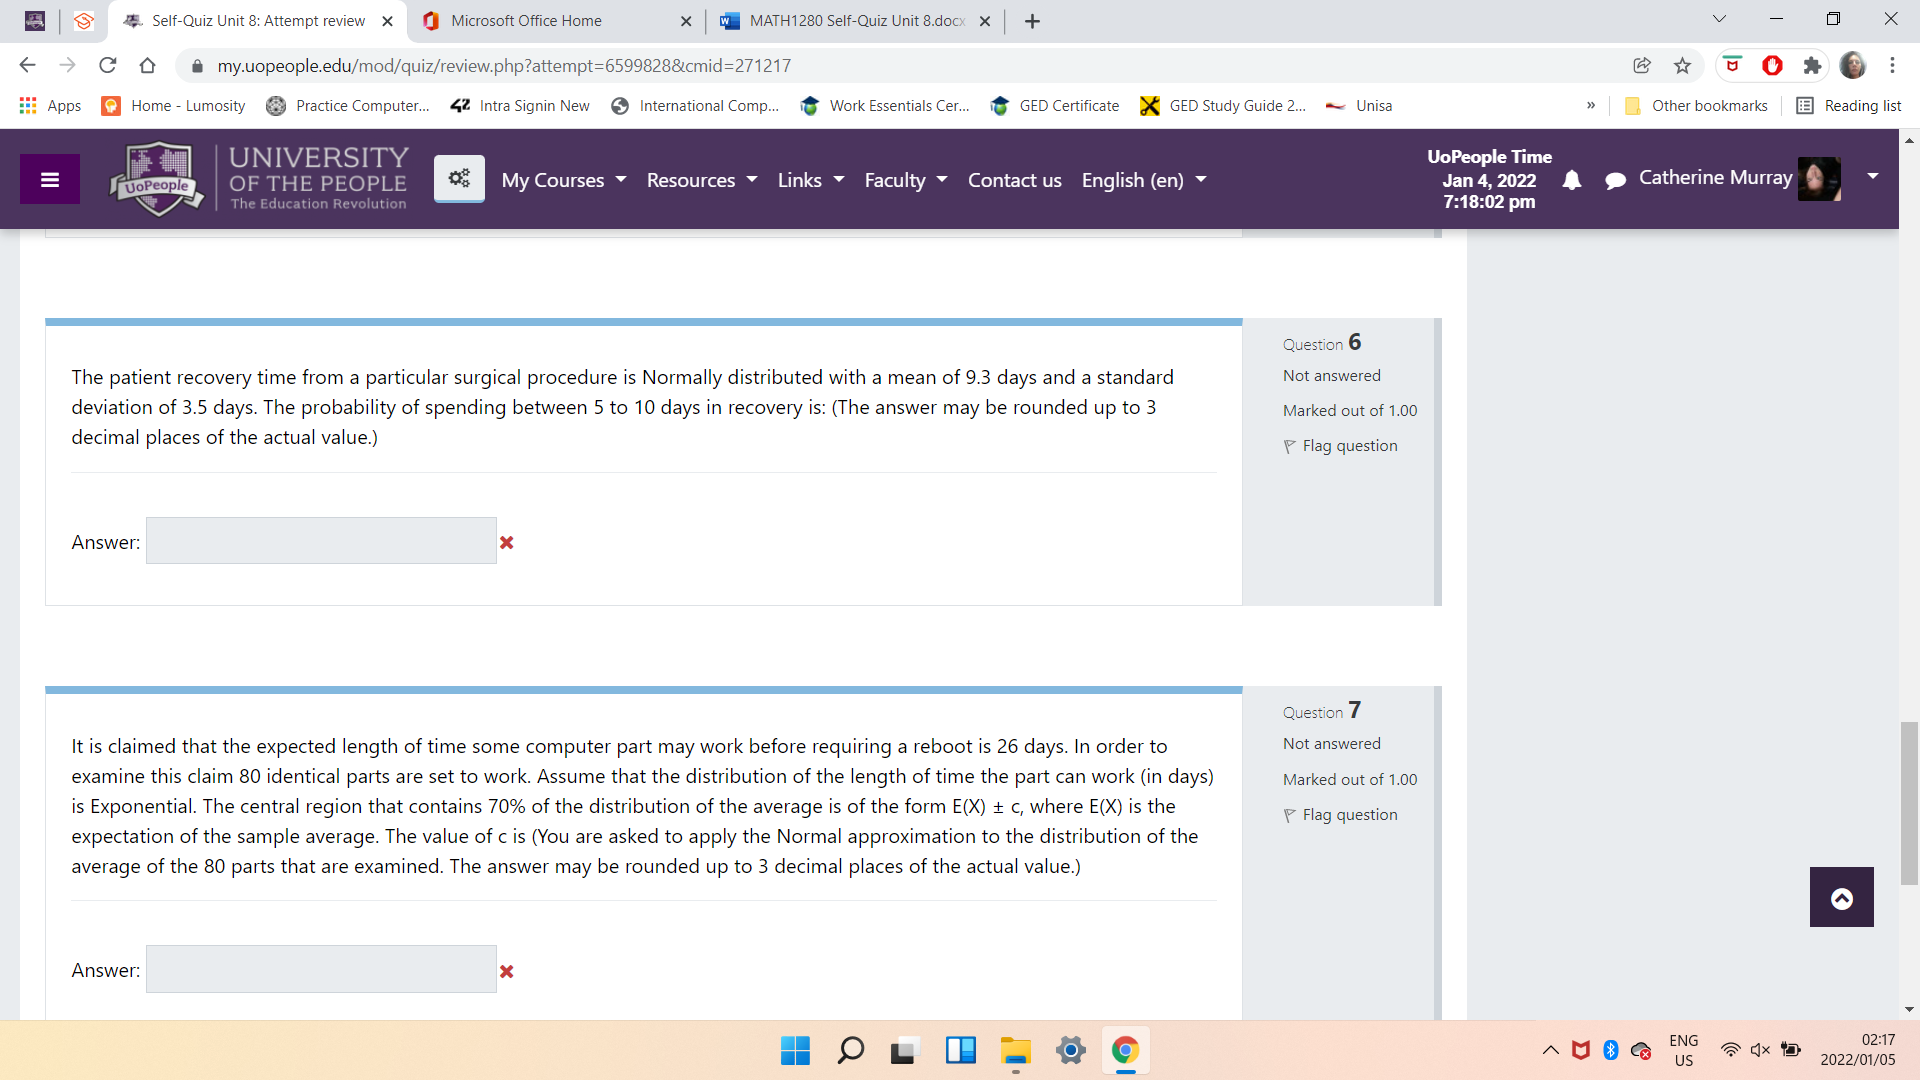 Self-Quiz Unit 8: Attempt review
Microsoft Office Home
MATH1280 Self-Quiz Unit 8.docx
my.uopeople.edu/mod/quiz/review.php?attempt=6599828&cmid=271217
Apps
Home - Lumosity
Practice Computer...
Intra Signin New
International Comp...
Work Essentials Cer...
GED Certificate
GED Study Guide 2...
Unisa
»
Other bookmarks
Reading list
UoPeople
UNIVERSITY
OF THE PEOPLE
The Education Revolution
My Courses
Resources
Links
Faculty
Contact us
English (en)
UoPeople Time
Jan 4, 2022
7:18:02 pm
Catherine Murray
The patient recovery time from a particular surgical procedure is Normally distributed with a mean of 9.3 days and a standard
deviation of 3.5 days. The probability of spending between 5 to 10 days in recovery is: (The answer may be rounded up to 3
decimal places of the actual value.)
Answer:
Question 6
Not answered
Marked out of 1.00
Flag question
It is claimed that the expected length of time some computer part may work before requiring a reboot is 26 days. In order to
examine this claim 80 identical parts are set to work. Assume that the distribution of the length of time the part can work (in days)
is Exponential. The central region that contains 70% of the distribution of the average is of the form E(X) ± c, where E(X) is the
expectation of the sample average. The value of c is (You are asked to apply the Normal approximation to the distribution of the
average of the 80 parts that are examined. The answer may be rounded up to 3 decimal places of the actual value.)
Answer:
Question 7
Not answered
Marked out of 1.00
Flag question
ENG
US
02:17
2022/01/05